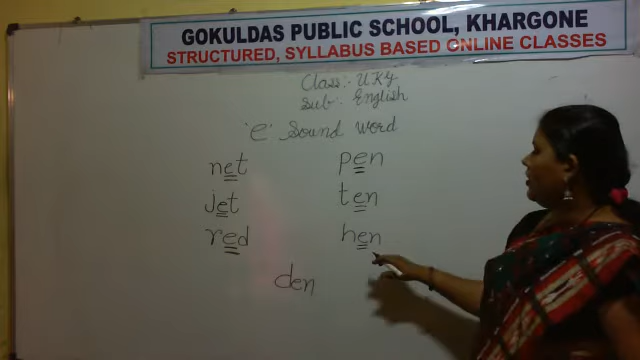 GOKULDAS PUBLIC SCHOOL, KHARGONE
STRUCTURED, SYLLABUS BASED ONLINE CLASSES
Class:- UKG
Sub:- English
'e' Sound word
net pen
jet ten
red hen
den